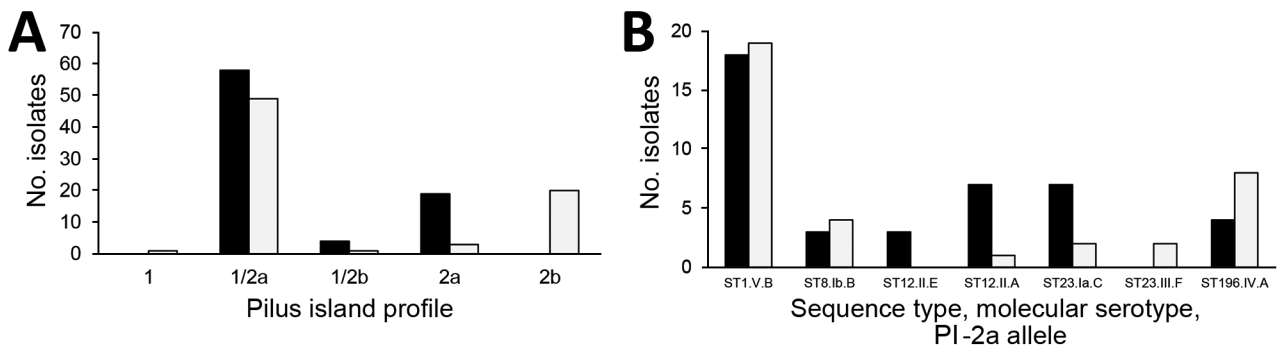 A
70
60
50
40
30
20
10
0
No. isolates
1 1/2a 1/2b 2a 2b
Pilus island profile
B
20
15
10
5
0
No. isolates
ST1.V.B ST8.Ib.B ST12.II.E ST12.II.A ST23.Ia.C ST23.III.F ST196.IV.A
Sequence type, molecular serotype,
PI-2a allele